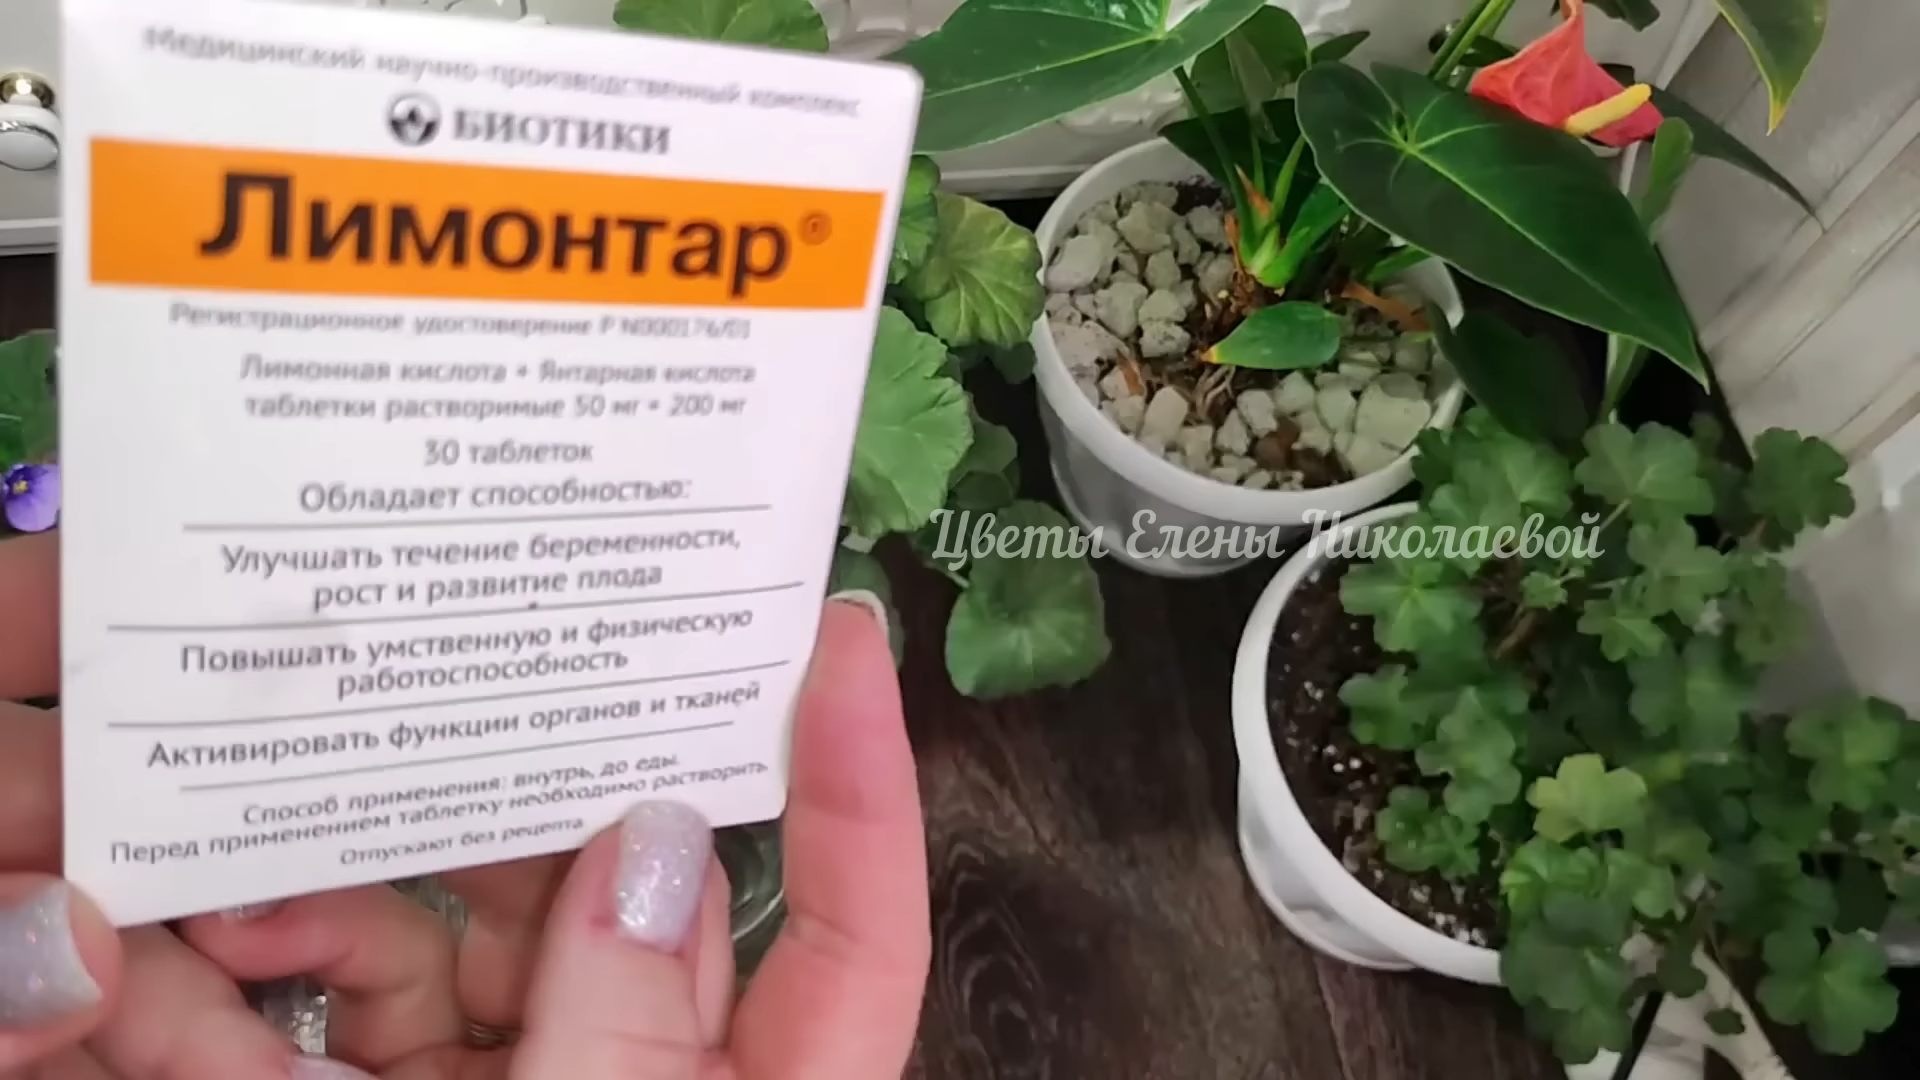 Медицинский научно-производственный комплекс
БИОТИКИ
Лимонтар®
Регистрационное удостоверение Р N000176/01
Лимонная кислота + Янтарная кислота
таблетки растворимые 50 мг + 200 мг
30 таблеток
Обладает способностью:
Улучшать течение беременности,
рост и развитие плода
Повышать умственную и физическую
работоспособность
Активировать функции органов и тканей
Способ применения: внутрь, до еды.
Перед применением таблетку необходимо растворить
Отпускают без рецепта
Цветы Елены Николаевой